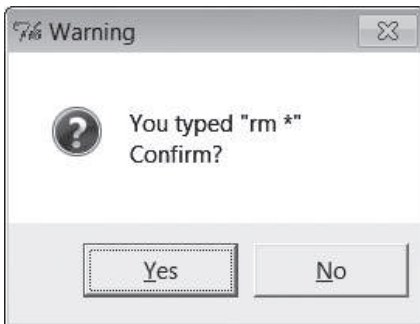 Warning
You typed "rm *"
Confirm?
Yes
No